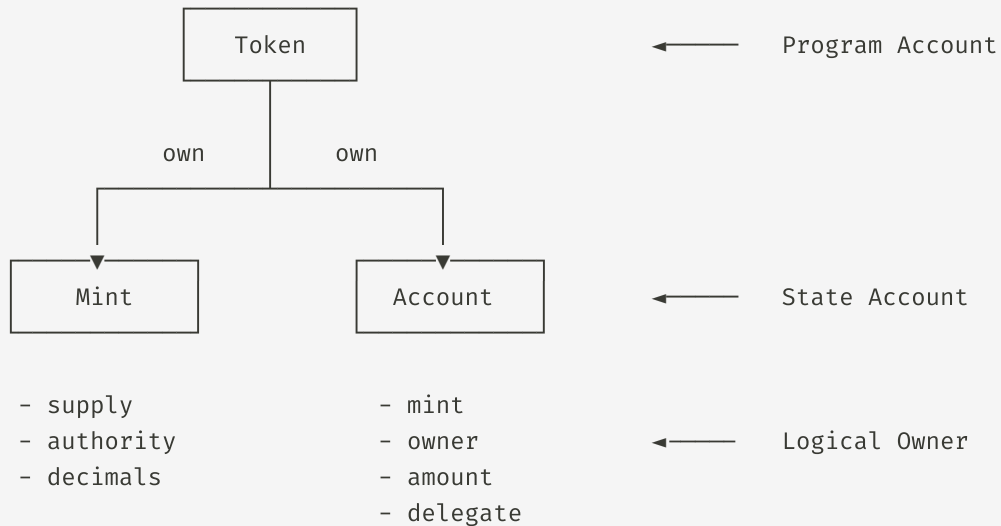 Token Program Account
own own
Mint Account State Account
- supply - mint
- authority - owner Logical Owner
- decimals - amount
- delegate